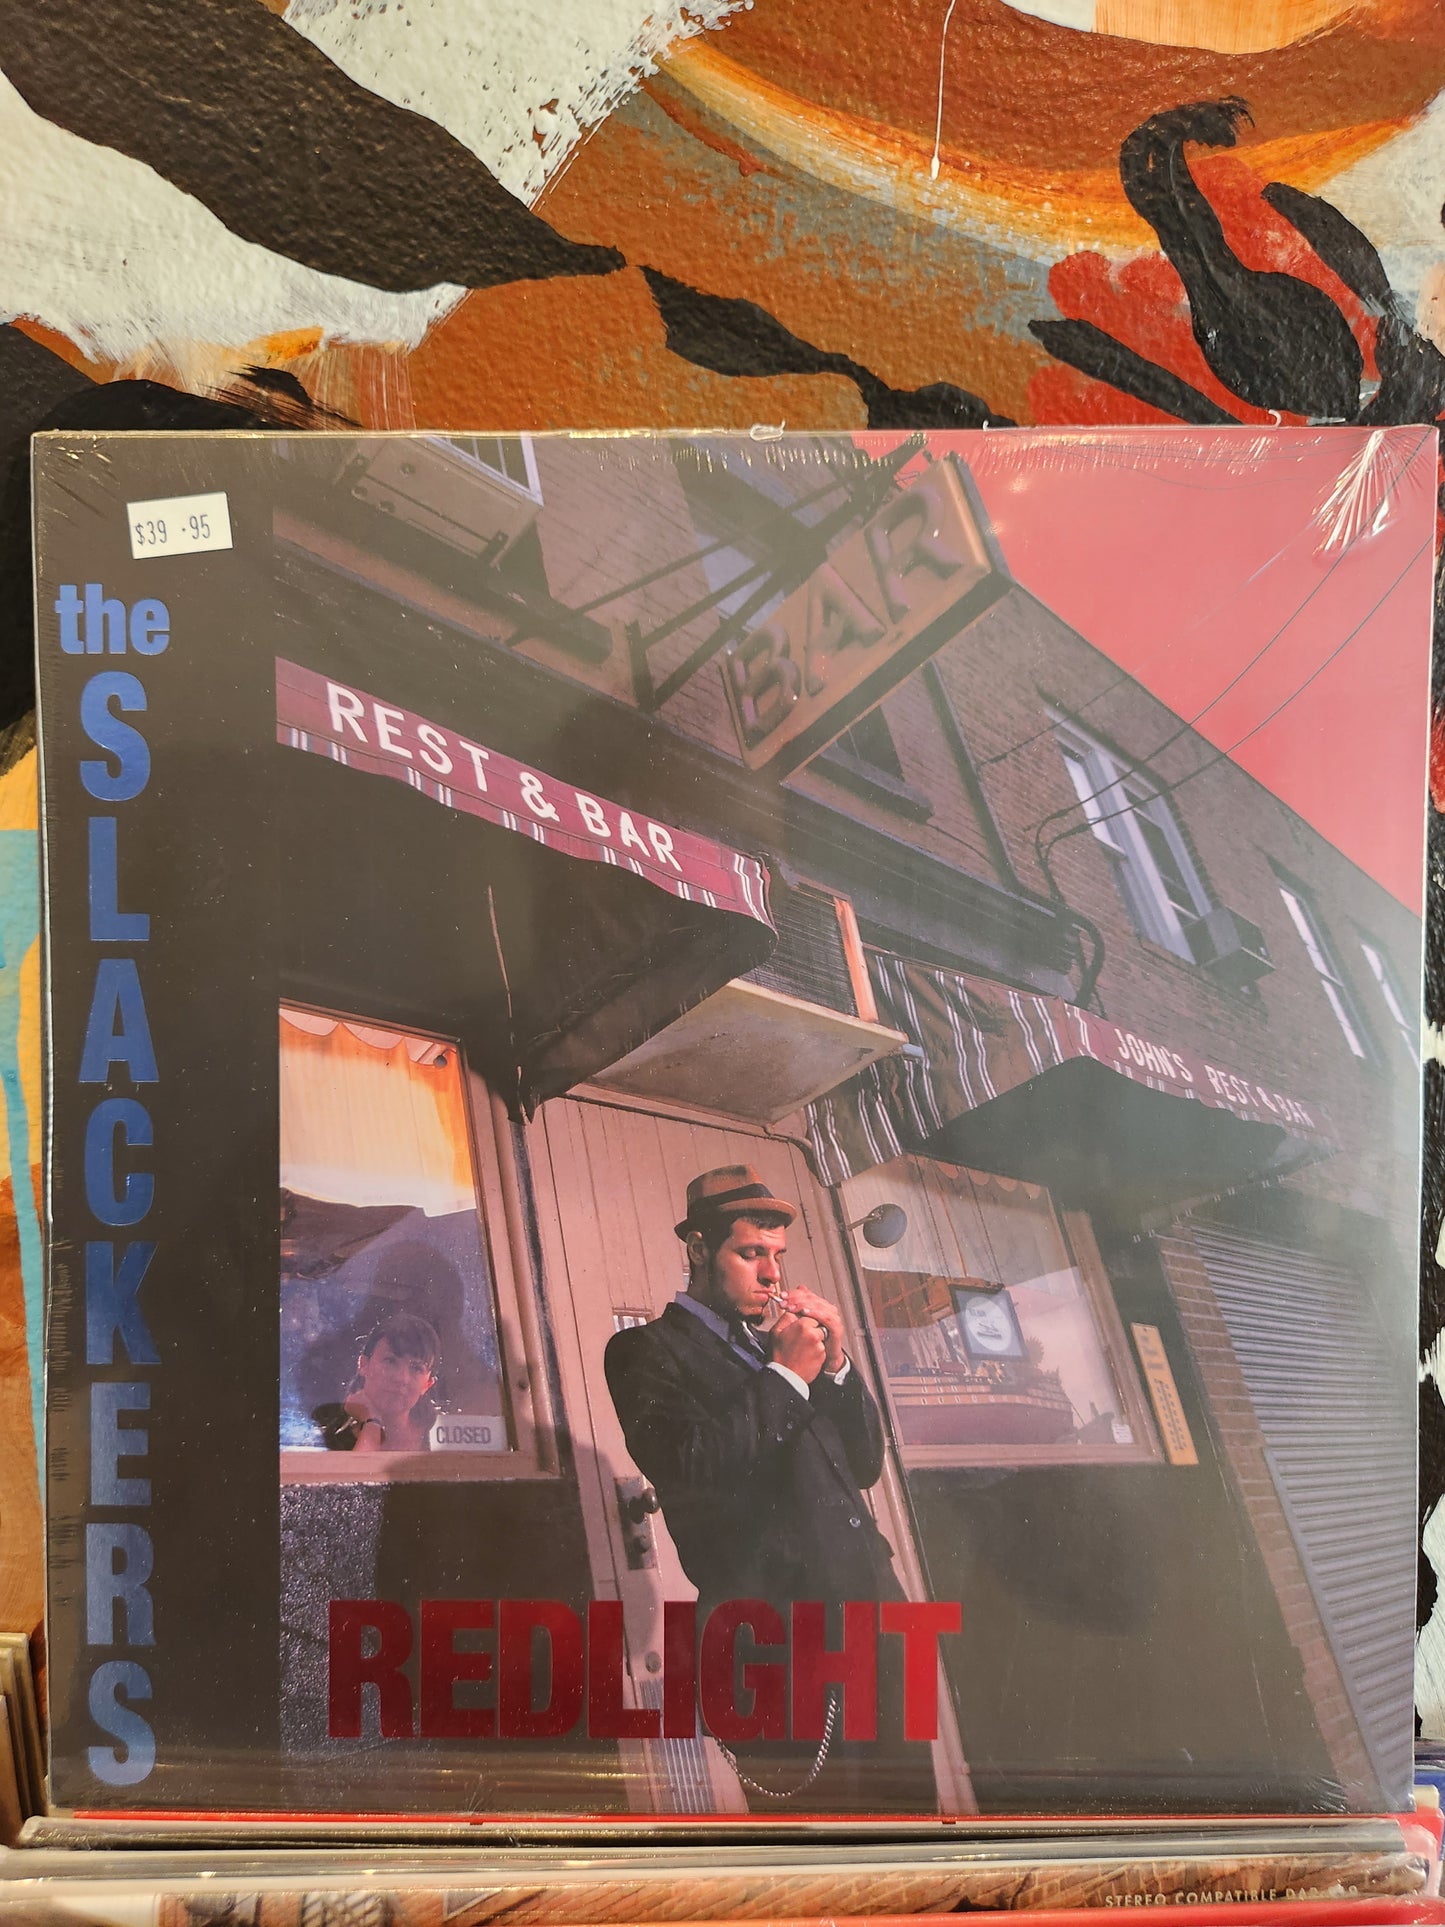 $39.95
the
SLACKERS
BAR
REST & BAR
JOHN'S REST & BAR
CLOSED
REDLIGHT
STEREO COMPATIBLE